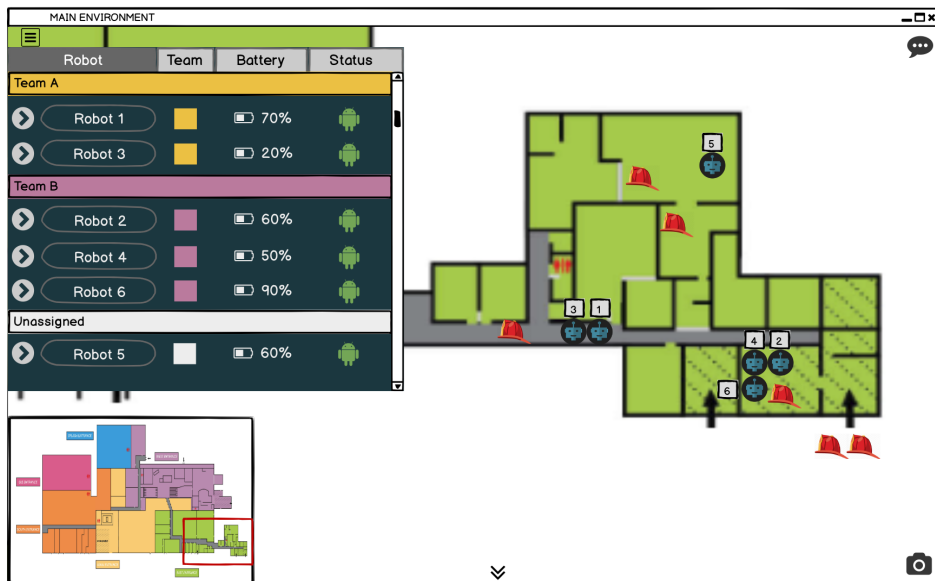 MAIN ENVIRONMENT
Robot Team Battery Status
Team A
Robot 1 70%
Robot 3 20%
Team B
Robot 2 60%
Robot 4 50%
Robot 6 90%
Unassigned
Robot 5 60%
5
3 1
4 2
6